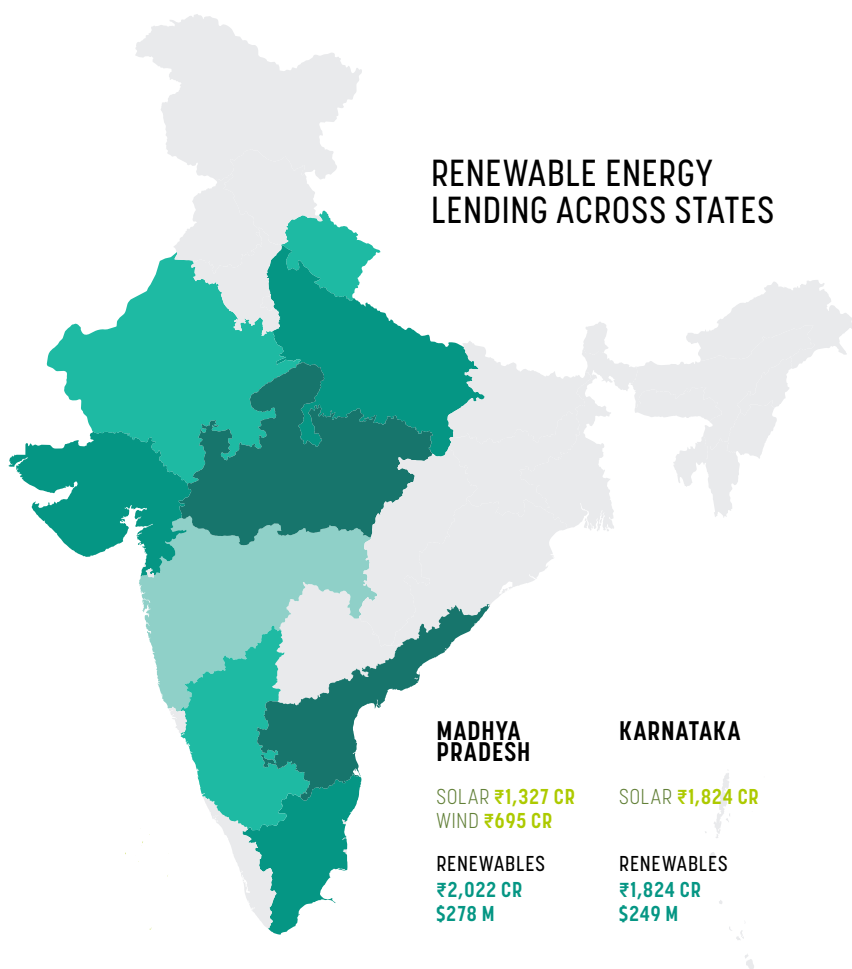 RENEWABLE ENERGY
LENDING ACROSS STATES
MADHYA
PRADESH
SOLAR ₹1,327 CR
WIND ₹695 CR
RENEWABLES
₹2,022 CR
$278 M
KARNATAKA
SOLAR ₹1,824 CR
RENEWABLES
₹1,824 CR
$249 M